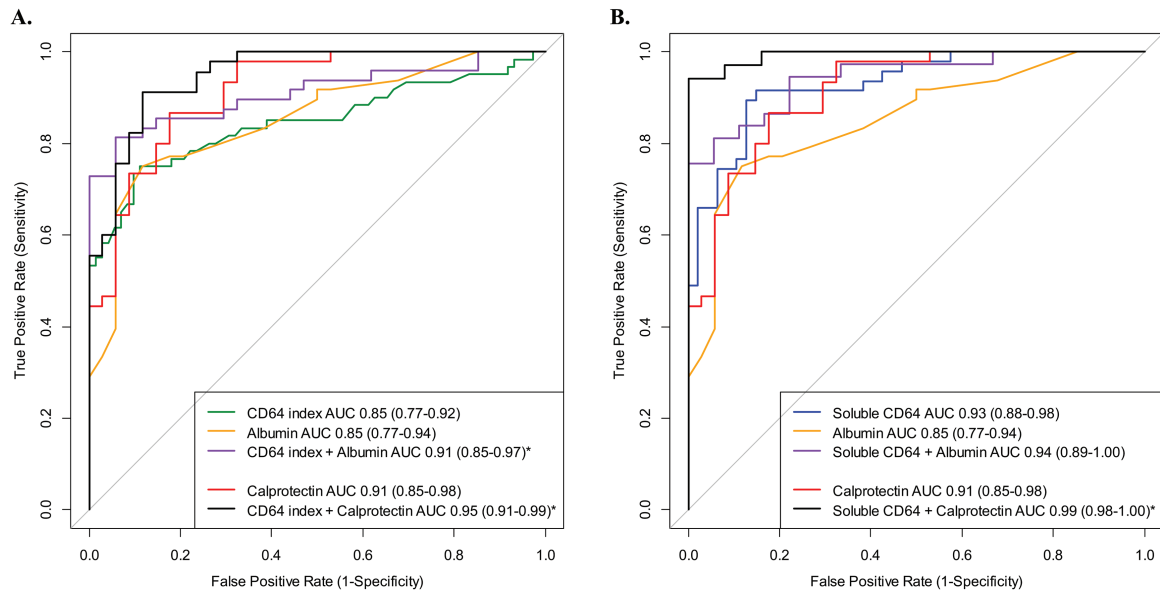 A.
1.0
0.8
0.6
0.4
0.2
0.0
True Positive Rate (Sensitivity)
CD64 index AUC 0.85 (0.77-0.92)
Albumin AUC 0.85 (0.77-0.94)
CD64 index + Albumin AUC 0.91 (0.85-0.97)*
Calprotectin AUC 0.91 (0.85-0.98)
CD64 index + Calprotectin AUC 0.95 (0.91-0.99)*
0.0 0.2 0.4 0.6 0.8 1.0
False Positive Rate (1-Specificity)
B.
1.0
0.8
0.6
0.4
0.2
0.0
True Positive Rate (Sensitivity)
Soluble CD64 AUC 0.93 (0.88-0.98)
Albumin AUC 0.85 (0.77-0.94)
Soluble CD64 + Albumin AUC 0.94 (0.89-1.00)
Calprotectin AUC 0.91 (0.85-0.98)
Soluble CD64 + Calprotectin AUC 0.99 (0.98-1.00)*
0.0 0.2 0.4 0.6 0.8 1.0
False Positive Rate (1-Specificity)